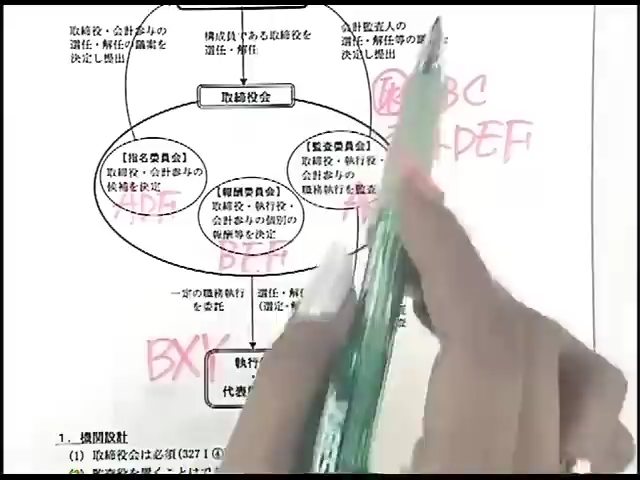 取締役・会計参与の
選任・解任の議案を
決定し提出
構成員である取締役を
選任・解任
会計監査人の
選任・解任等の議
決定し提出
取締役会
BC
DEF
【指名委員会】
取締役・会計参与の
候補を決定
ADF
【報酬委員会】
取締役・執行役・
会計参与の個別の
報酬等を決定
BEF
【監査委員会】
取締役・執行役・
会計参与の
職務執行を監査
一定の職務執行
を委託
選任・解
(選定・
BXY
執行
代表
1．機関設計
(1) 取締役会は必須(327Ⅰ④)